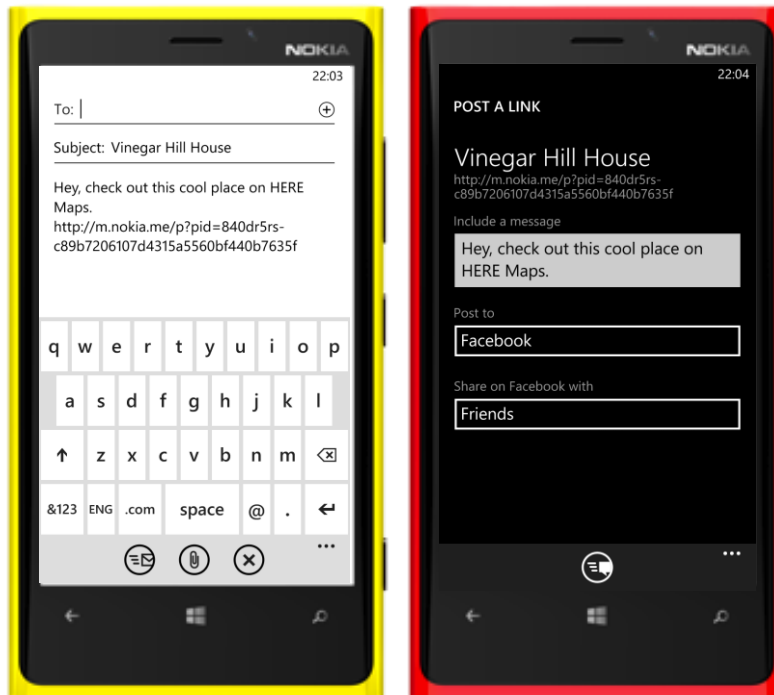 NOKIA
22:03
To:
Subject: Vinegar Hill House
Hey, check out this cool place on HERE
Maps.
http://m.nokia.me/p?pid=840dr5rs-
c89b7206107d4315a5560bf440b7635f
q w e r t y u i o p
a s d f g h j k l
z x c v b n m
&123 ENG .com space @ .
NOKIA
22:04
POST A LINK
Vinegar Hill House
http://m.nokia.me/p?pid=840dr5rs-
c89b7206107d4315a5560bf440b7635f
Include a message
Hey, check out this cool place on
HERE Maps.
Post to
Facebook
Share on Facebook with
Friends